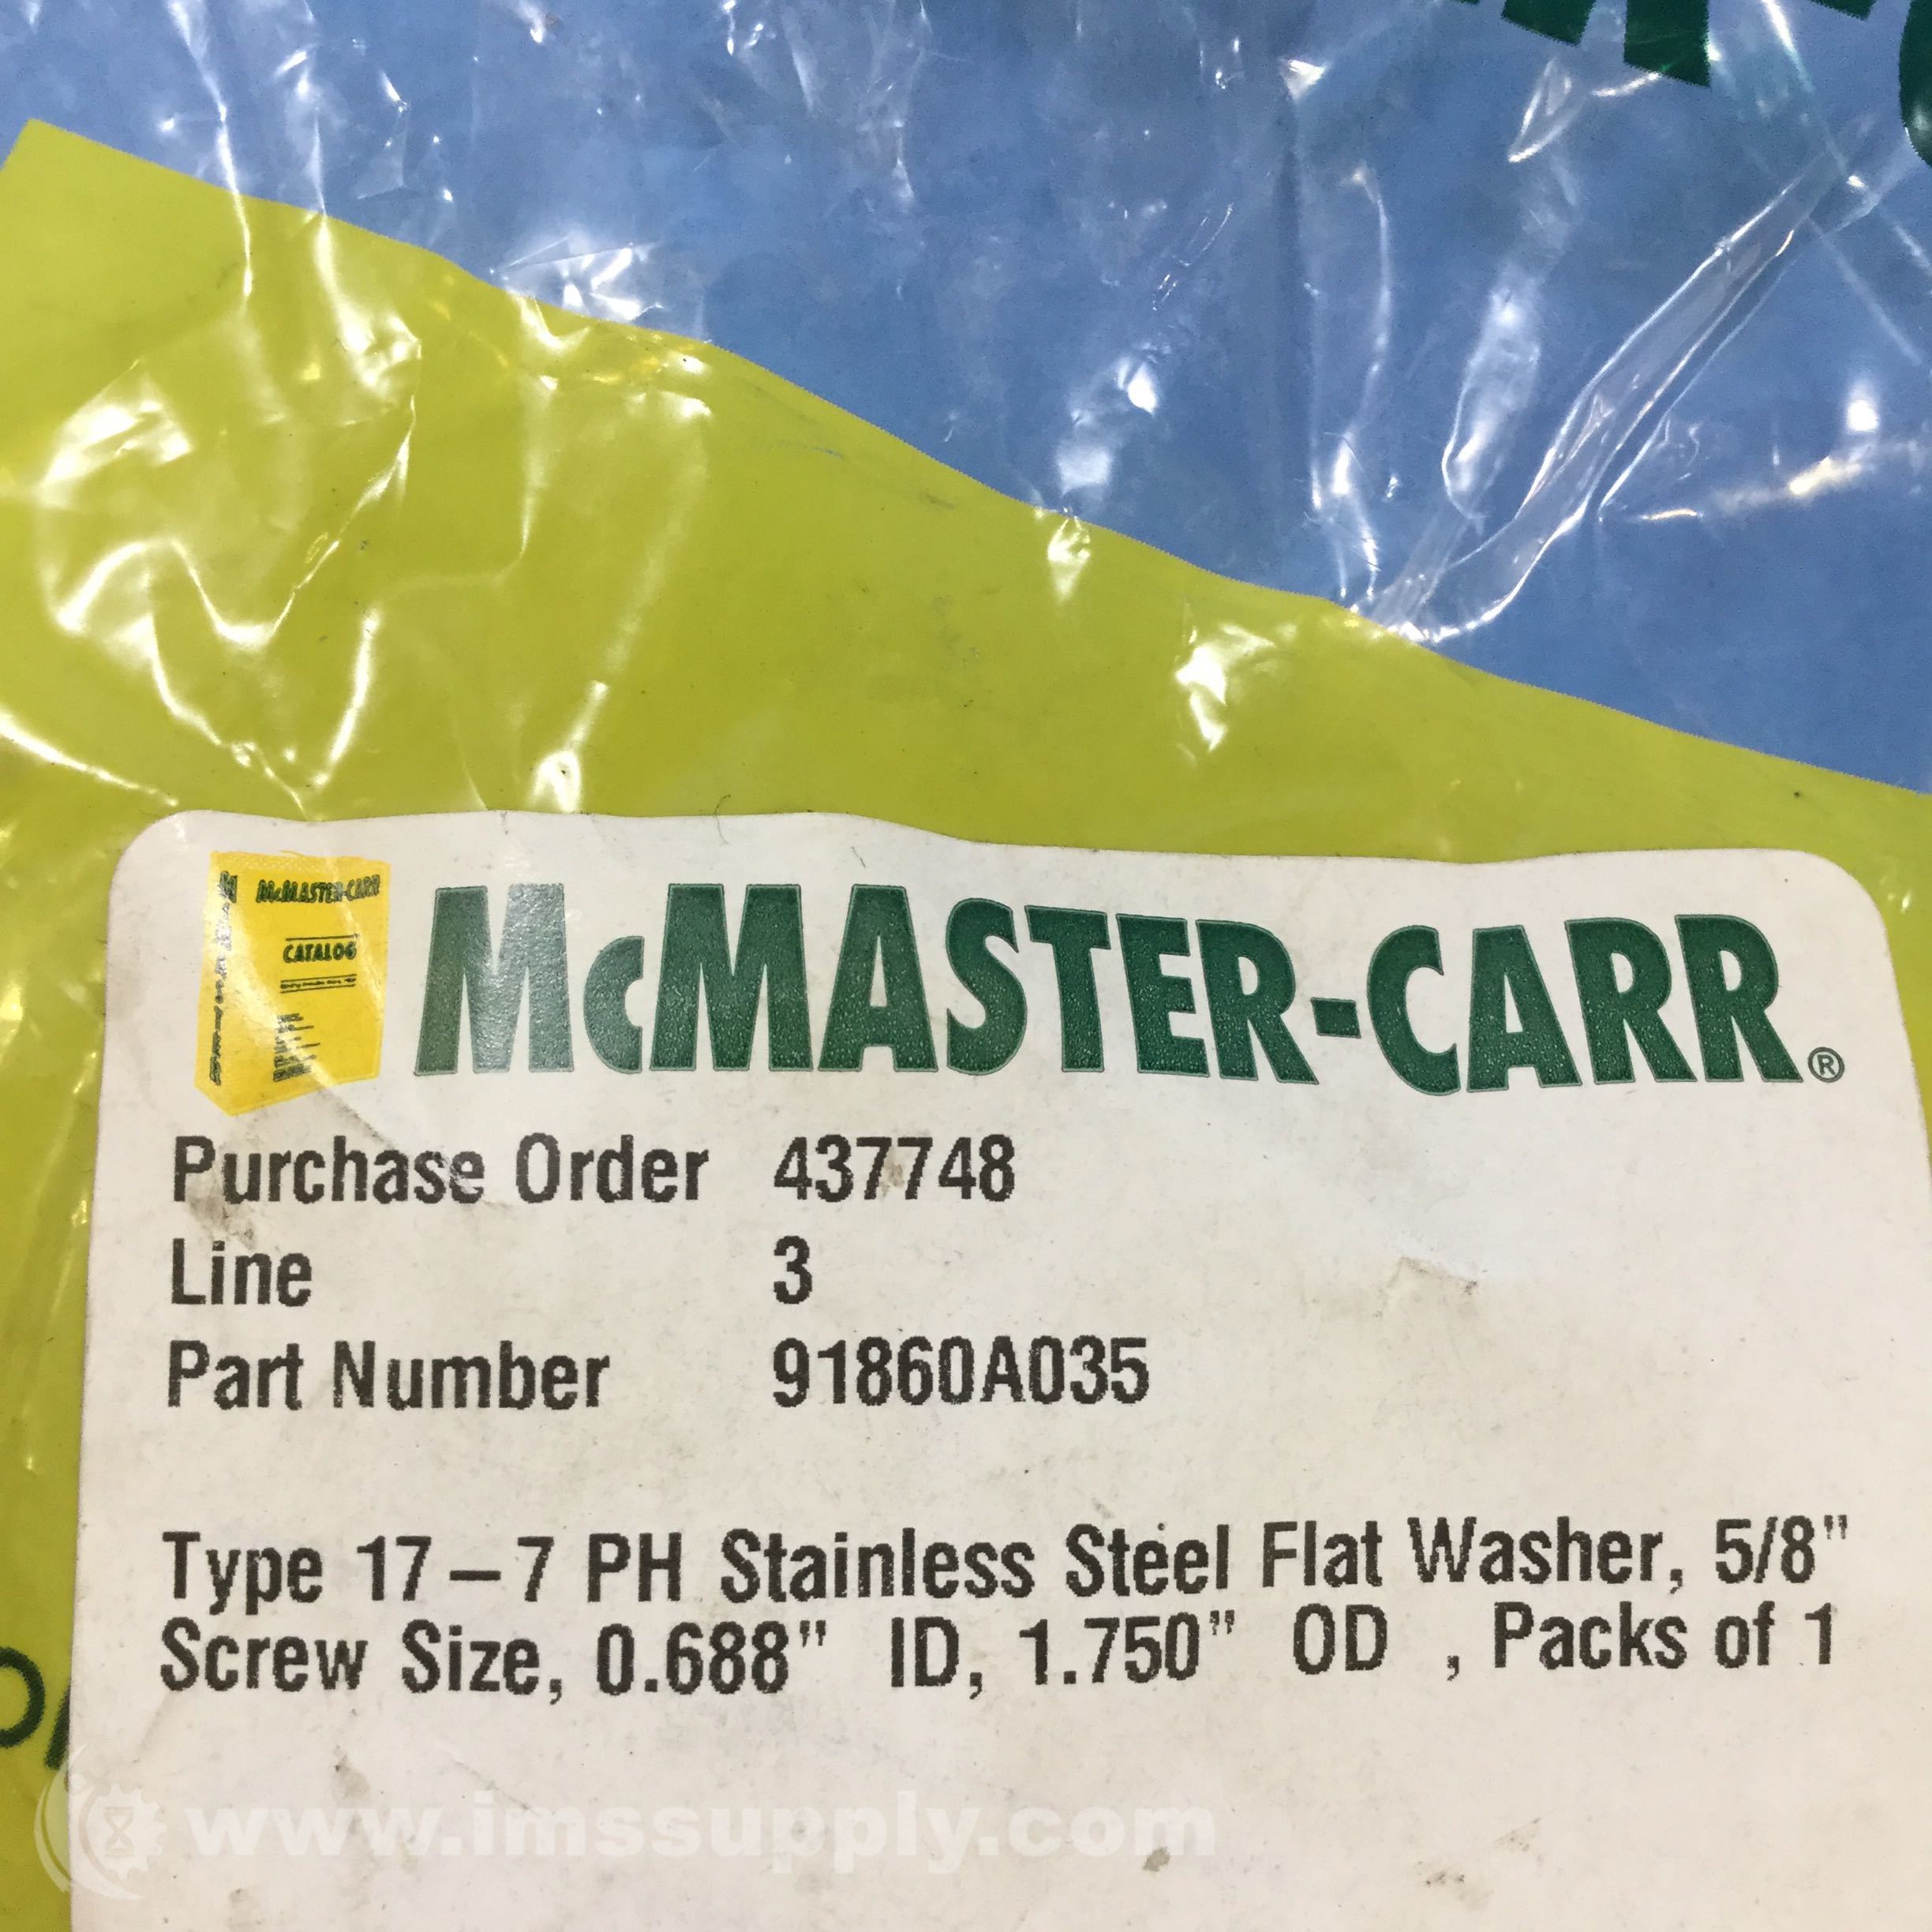 McMASTER-CARR
CATALOG
McMASTER-CARR®
Purchase Order 437748
Line 3
Part Number 91860A035
Type 17-7 PH Stainless Steel Flat Washer, 5/8"
Screw Size, 0.688" ID, 1.750" OD , Packs of 1
www.imssupply.com